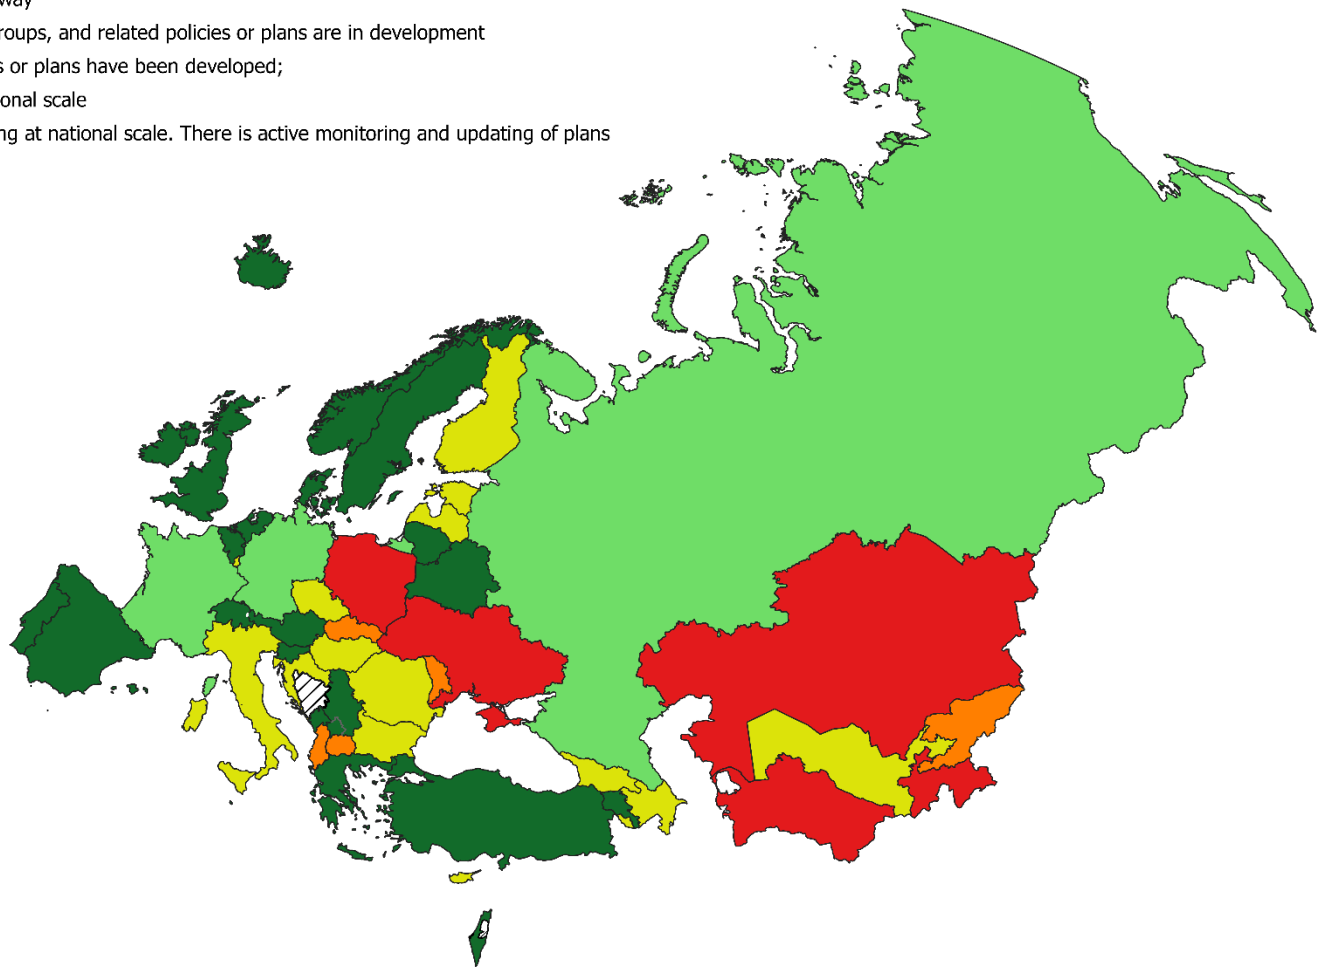 way
roups, and related policies or plans are in development
s or plans have been developed;
onal scale
ng at national scale. There is active monitoring and updating of plans